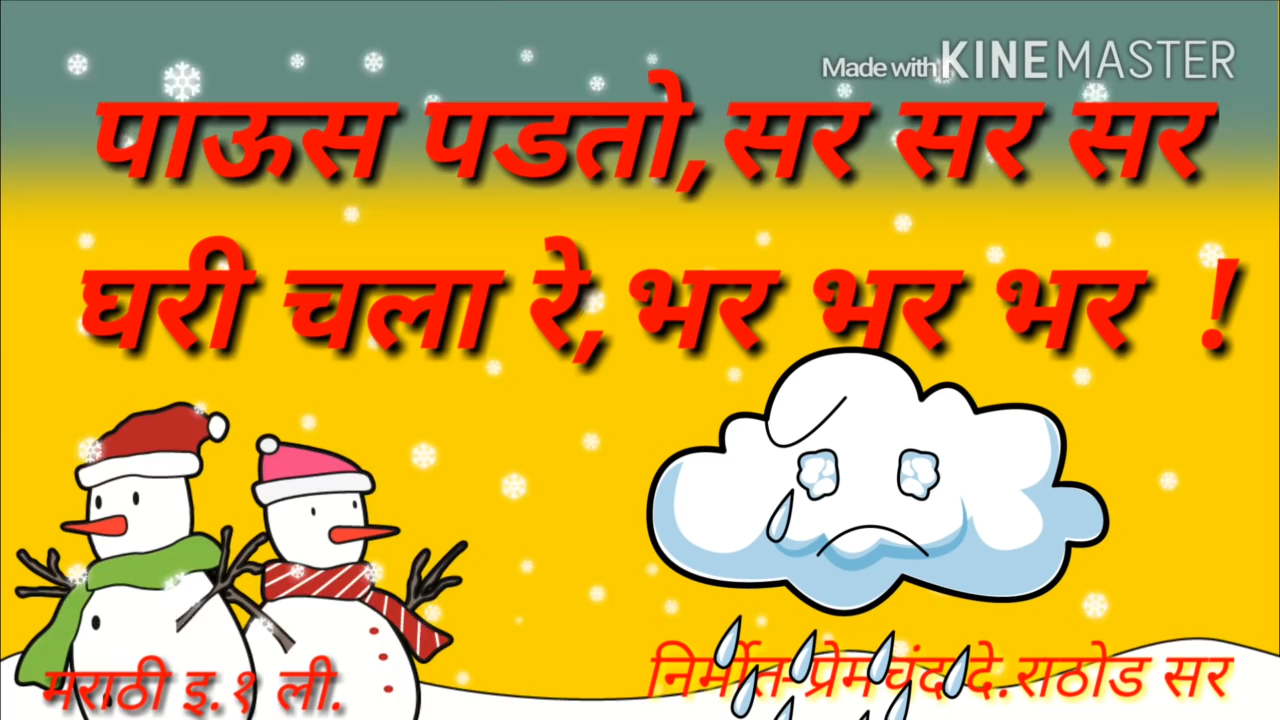 Made with KINEMASTER
पाऊस पडतो,सर सर सर
घरी चला रे,भर भर भर !
मराठी इ.१ ली.
निर्मीत-प्रेमचंद दे.राठोड सर